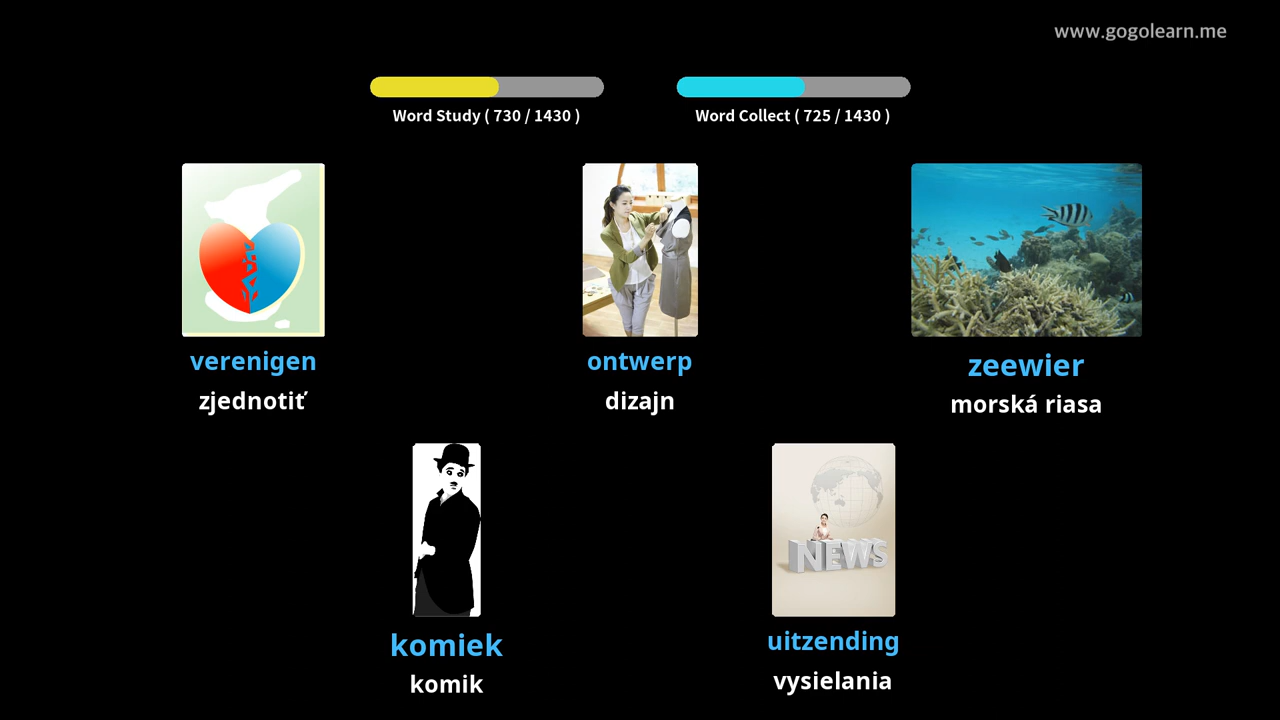 www.gogolearn.me
Word Study ( 730 / 1430 )
Word Collect ( 725 / 1430 )
verenigen
zjednotiť
ontwerp
dizajn
zeewier
morská riasa
komiek
komik
NEWS
uitzending
vysielania